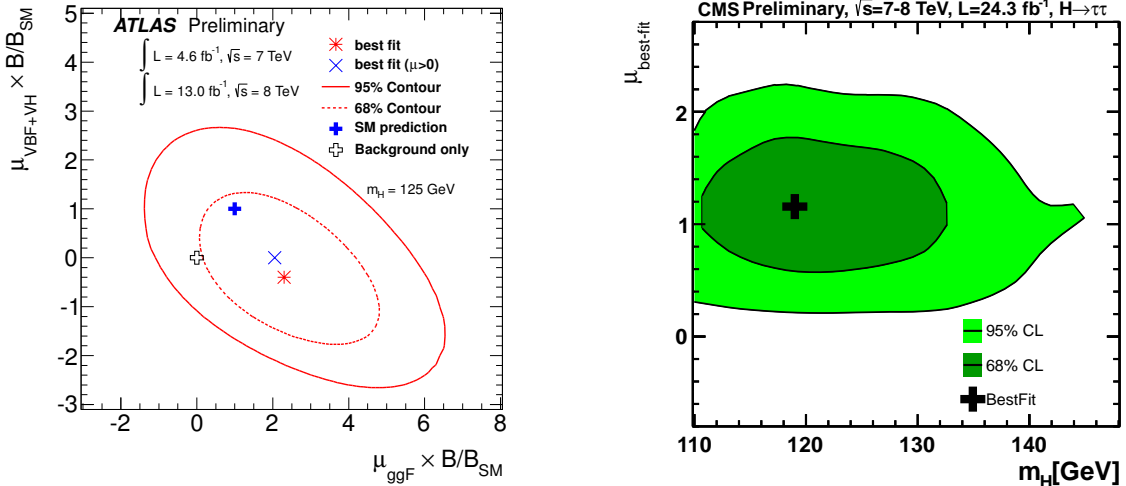 ATLAS Preliminary
∫ L = 4.6 fb⁻¹, √s = 7 TeV
∫ L = 13.0 fb⁻¹, √s = 8 TeV
best fit
best fit (μ>0)
95% Contour
68% Contour
SM prediction
Background only
m_H = 125 GeV
μ_VBF+VH × B/B_SM
5
4
3
2
1
0
-1
-2
-3
-2 0 2 4 6 8
μ_ggF × B/B_SM
CMS Preliminary, √s=7-8 TeV, L=24.3 fb⁻¹, H→ττ
μ_best-fit
2
1
0
95% CL
68% CL
BestFit
110 120 130 140
m_H[GeV]